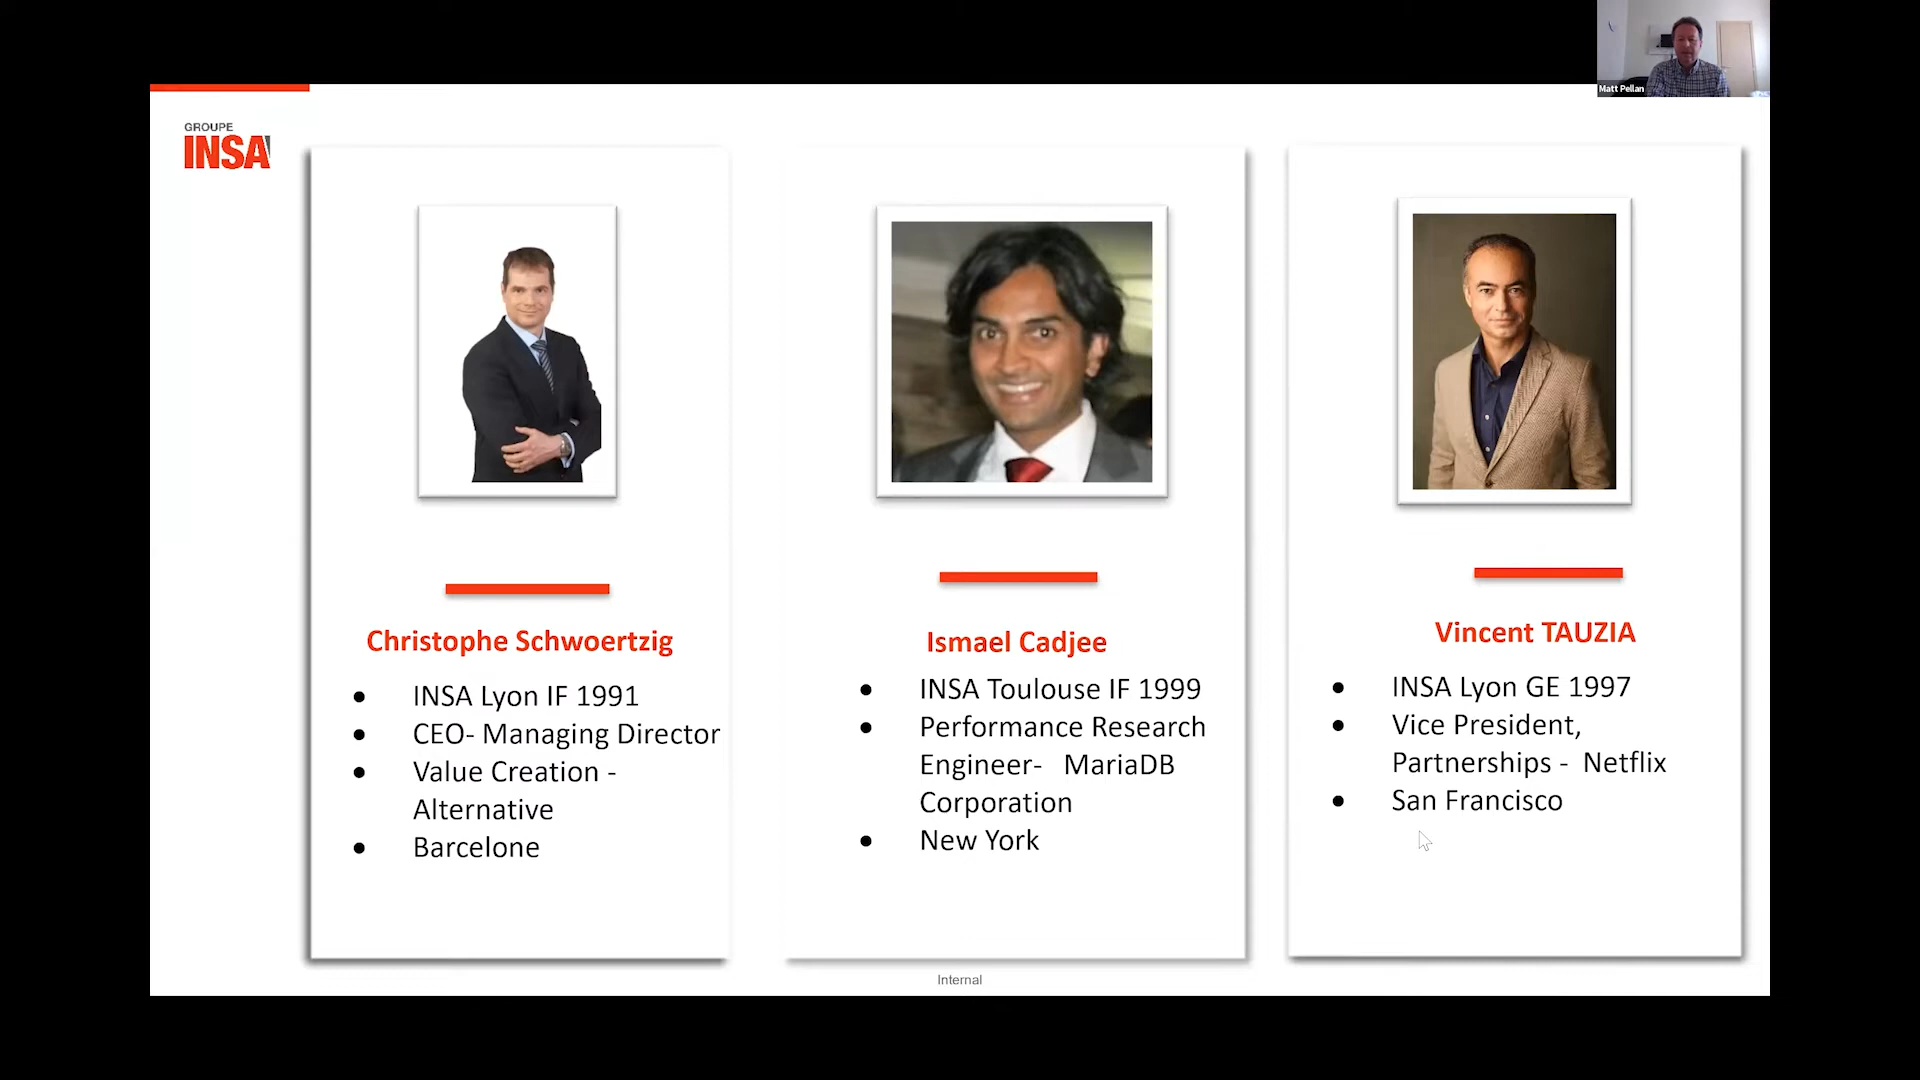 Matt Pellan
GROUPE
INSA
Christophe Schwoertzig
INSA Lyon IF 1991
CEO- Managing Director
Value Creation -
Alternative
Barcelone
Ismael Cadjee
INSA Toulouse IF 1999
Performance Research
Engineer- MariaDB
Corporation
New York
Vincent TAUZIA
INSA Lyon GE 1997
Vice President,
Partnerships - Netflix
San Francisco
Internal